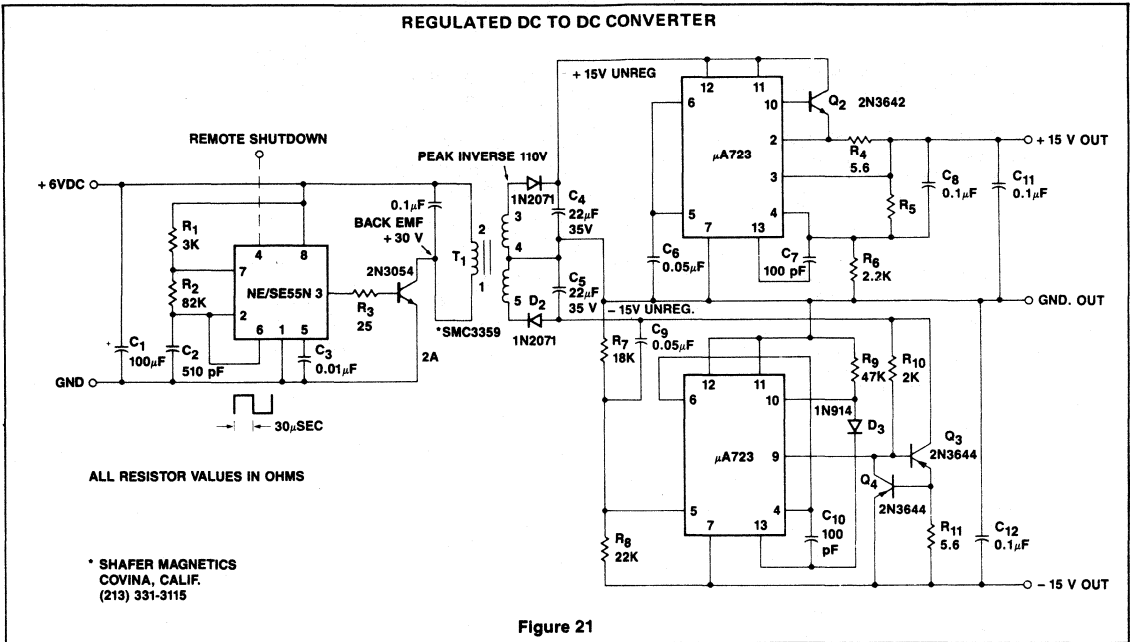 REGULATED DC TO DC CONVERTER
+ 15V UNREG
12
11
6
10
Q2
2N3642
REMOTE SHUTDOWN
2
+ 15 V OUT
µA723
R4
5.6
3
PEAK INVERSE 110V
+ 6VDC
1N2071
0.1µF
BACK EMF
+ 30 V
C4
22µF
35V
3
4
5
2
T1
1
C8
0.1µF
C11
0.1µF
R5
5
4
7
13
C6
0.05µF
C7
100 pF
R6
2.2K
R1
3K
4
8
7
NE/SE55N 3
2N3054
R2
82K
2
6
1
5
R3
25
C5
22µF
35 V
D2
1N2071
GND. OUT
– 15V UNREG.
*SMC3359
C1
+
100µF
C2
510 pF
C3
0.01µF
2A
GND
R7
18K
C9
0.05µF
12
11
R9
47K
R10
2K
6
10
1N914
D3
30µSEC
µA723
9
Q3
2N3644
Q4
2N3644
ALL RESISTOR VALUES IN OHMS
5
4
7
13
C10
100
pF
R8
22K
R11
5.6
C12
0.1µF
– 15 V OUT
* SHAFER MAGNETICS
COVINA, CALIF.
(213) 331-3115
Figure 21